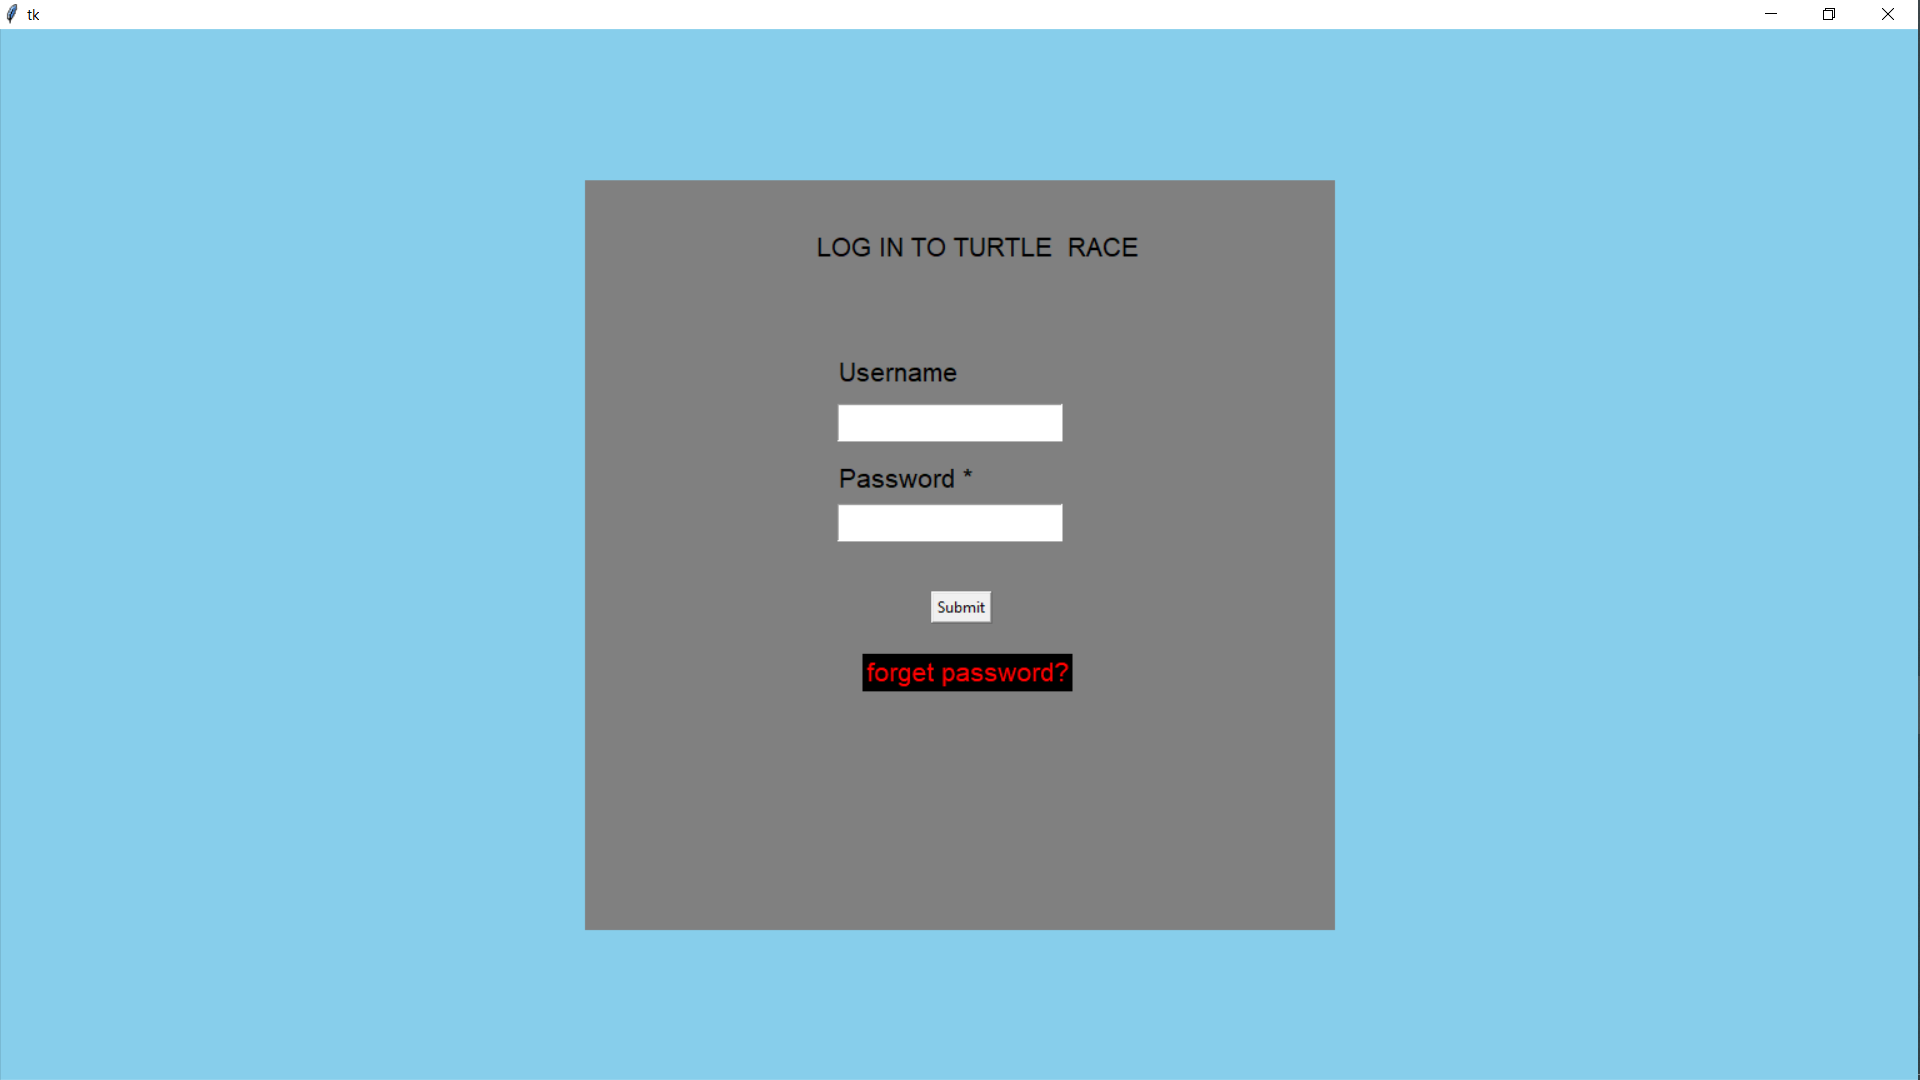 tk
LOG IN TO TURTLE  RACE
Username
Password *
Submit
forget password?